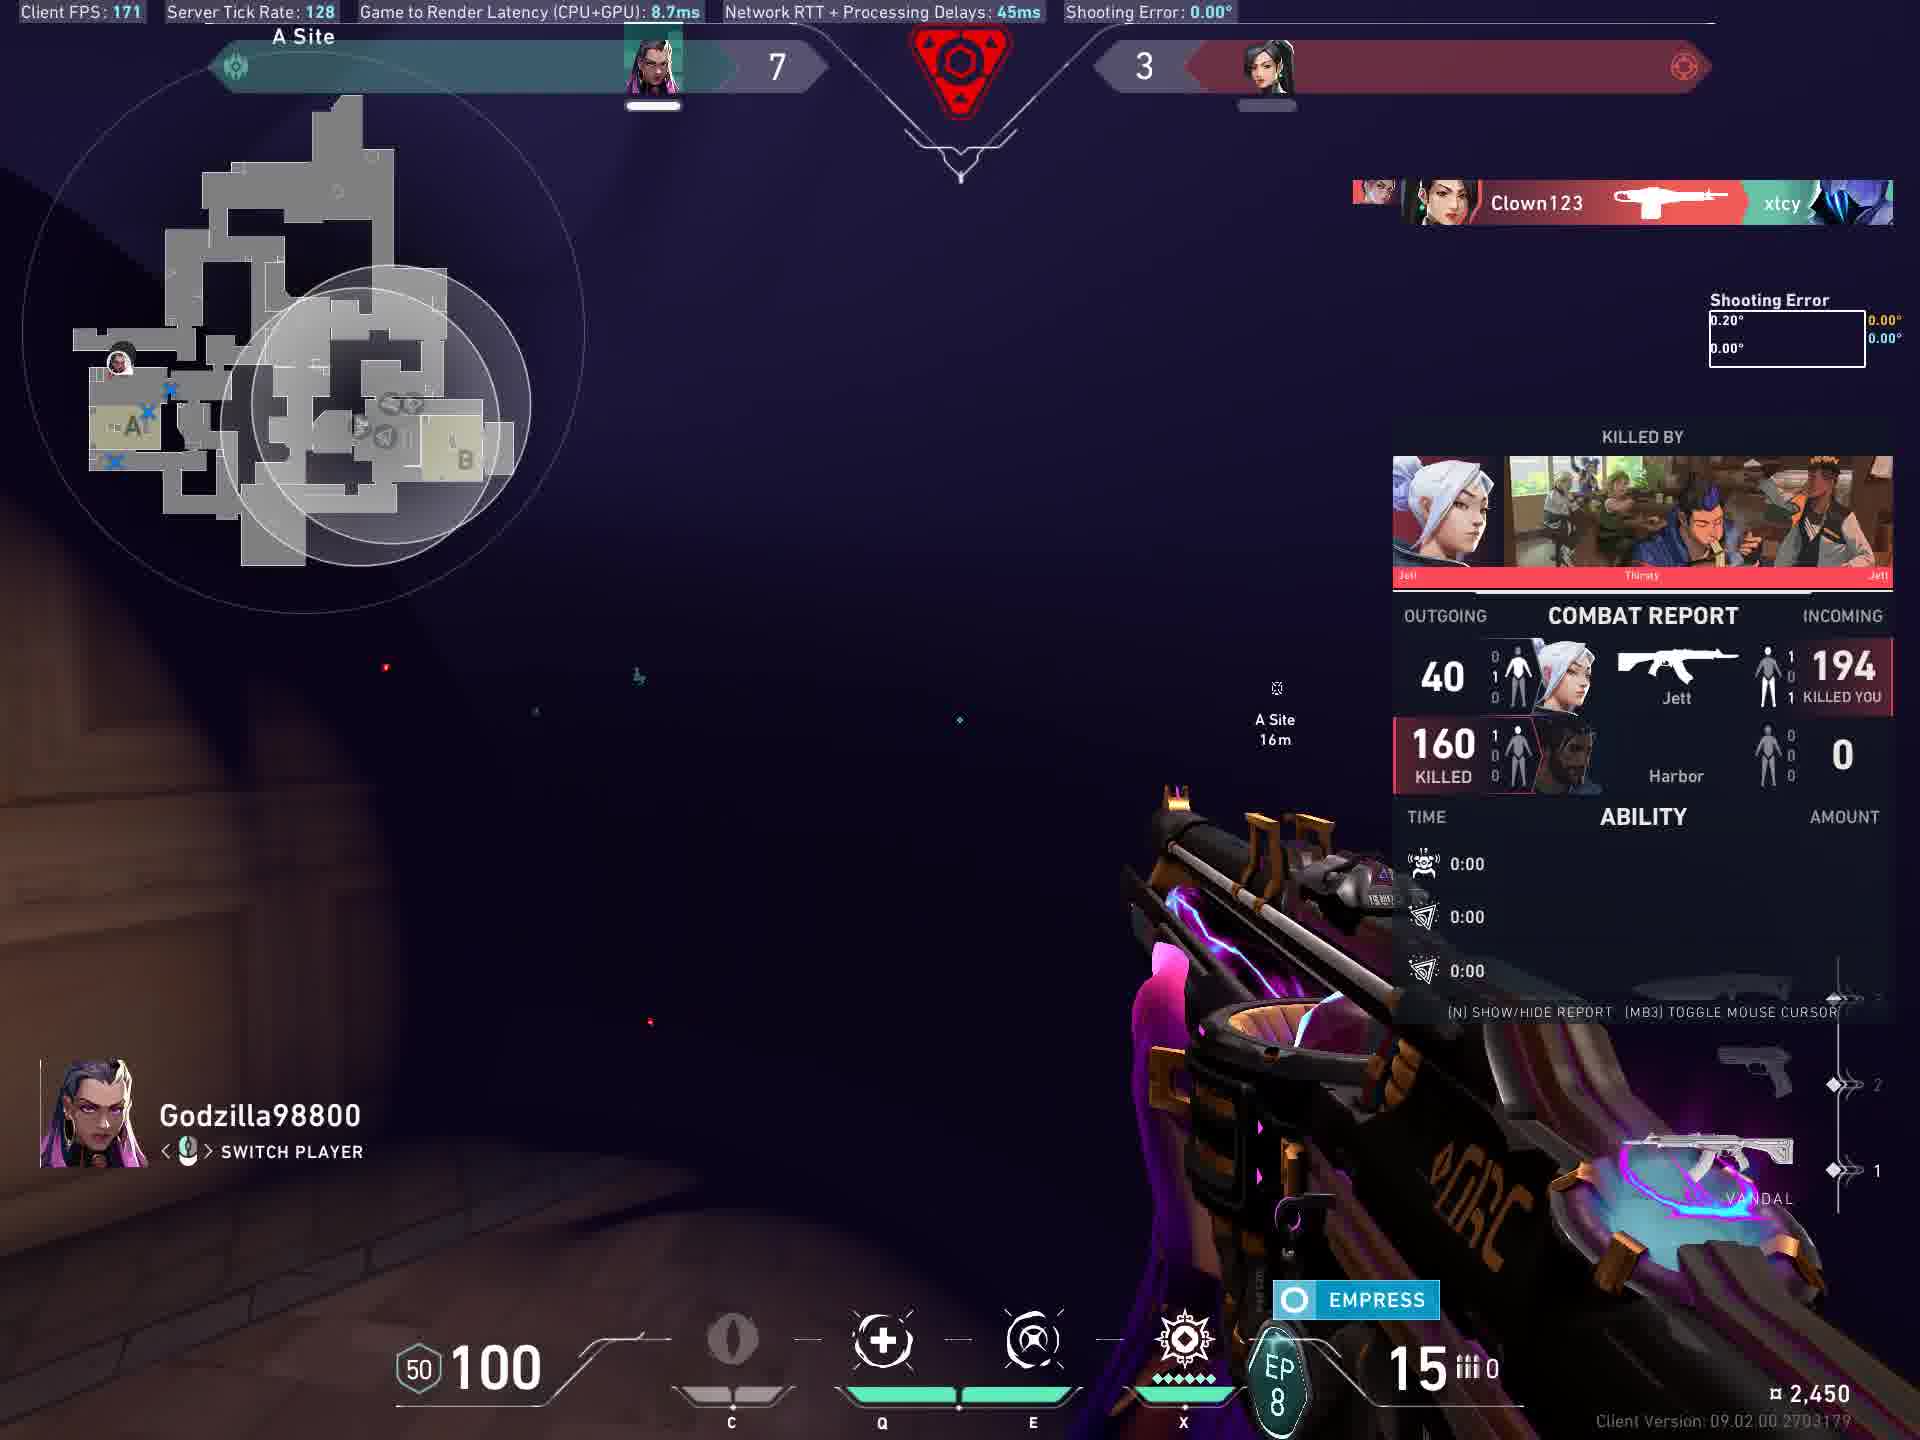 Client FPS: 171 Server Tick Rate: 128 Game to Render Latency (CPU+GPU): 8.7ms Network RTT + Processing Delays: 45ms Shooting Error: 0.00°
A Site
7
3
Clown123
xtcy
Shooting Error
0.20°
0.00°
0.00°
0.00°
A
B
KILLED BY
Jett Thirsty Jett
OUTGOING COMBAT REPORT INCOMING
40
0
1
0
Jett
1
0
1
194
KILLED YOU
160
KILLED
1
0
0
Harbor
0
0
0
0
TIME ABILITY AMOUNT
0:00
0:00
0:00
(N) SHOW/HIDE REPORT (MB3) TOGGLE MOUSE CURSOR
A Site
16m
2
1
VANDAL
Godzilla98800
< > SWITCH PLAYER
EMPRESS
50 100
C
Q
E
X
EP
8
15 0
2,450
Client Version: 09.02.00.2703179